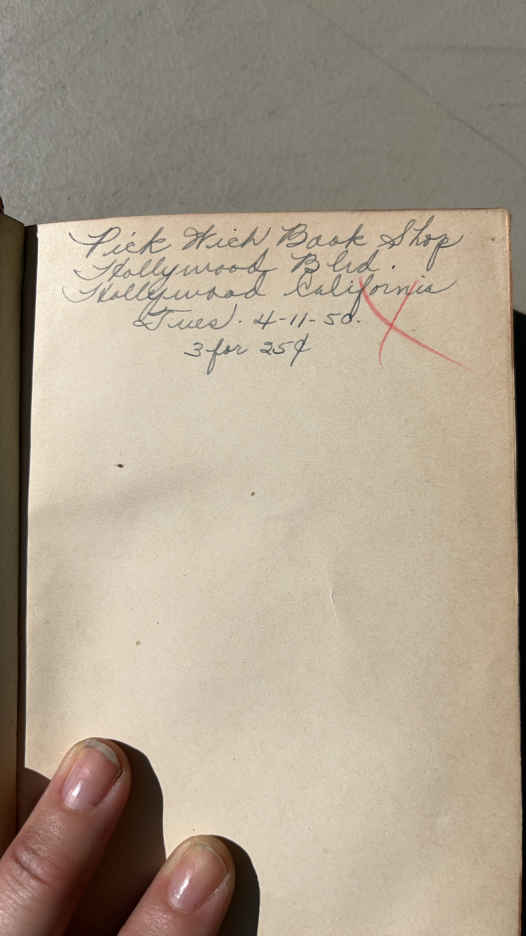 Pick Wick Book Shop
Hollywood Blvd.
Hollywood California
Tues. 4-11-50.
3 for 25¢